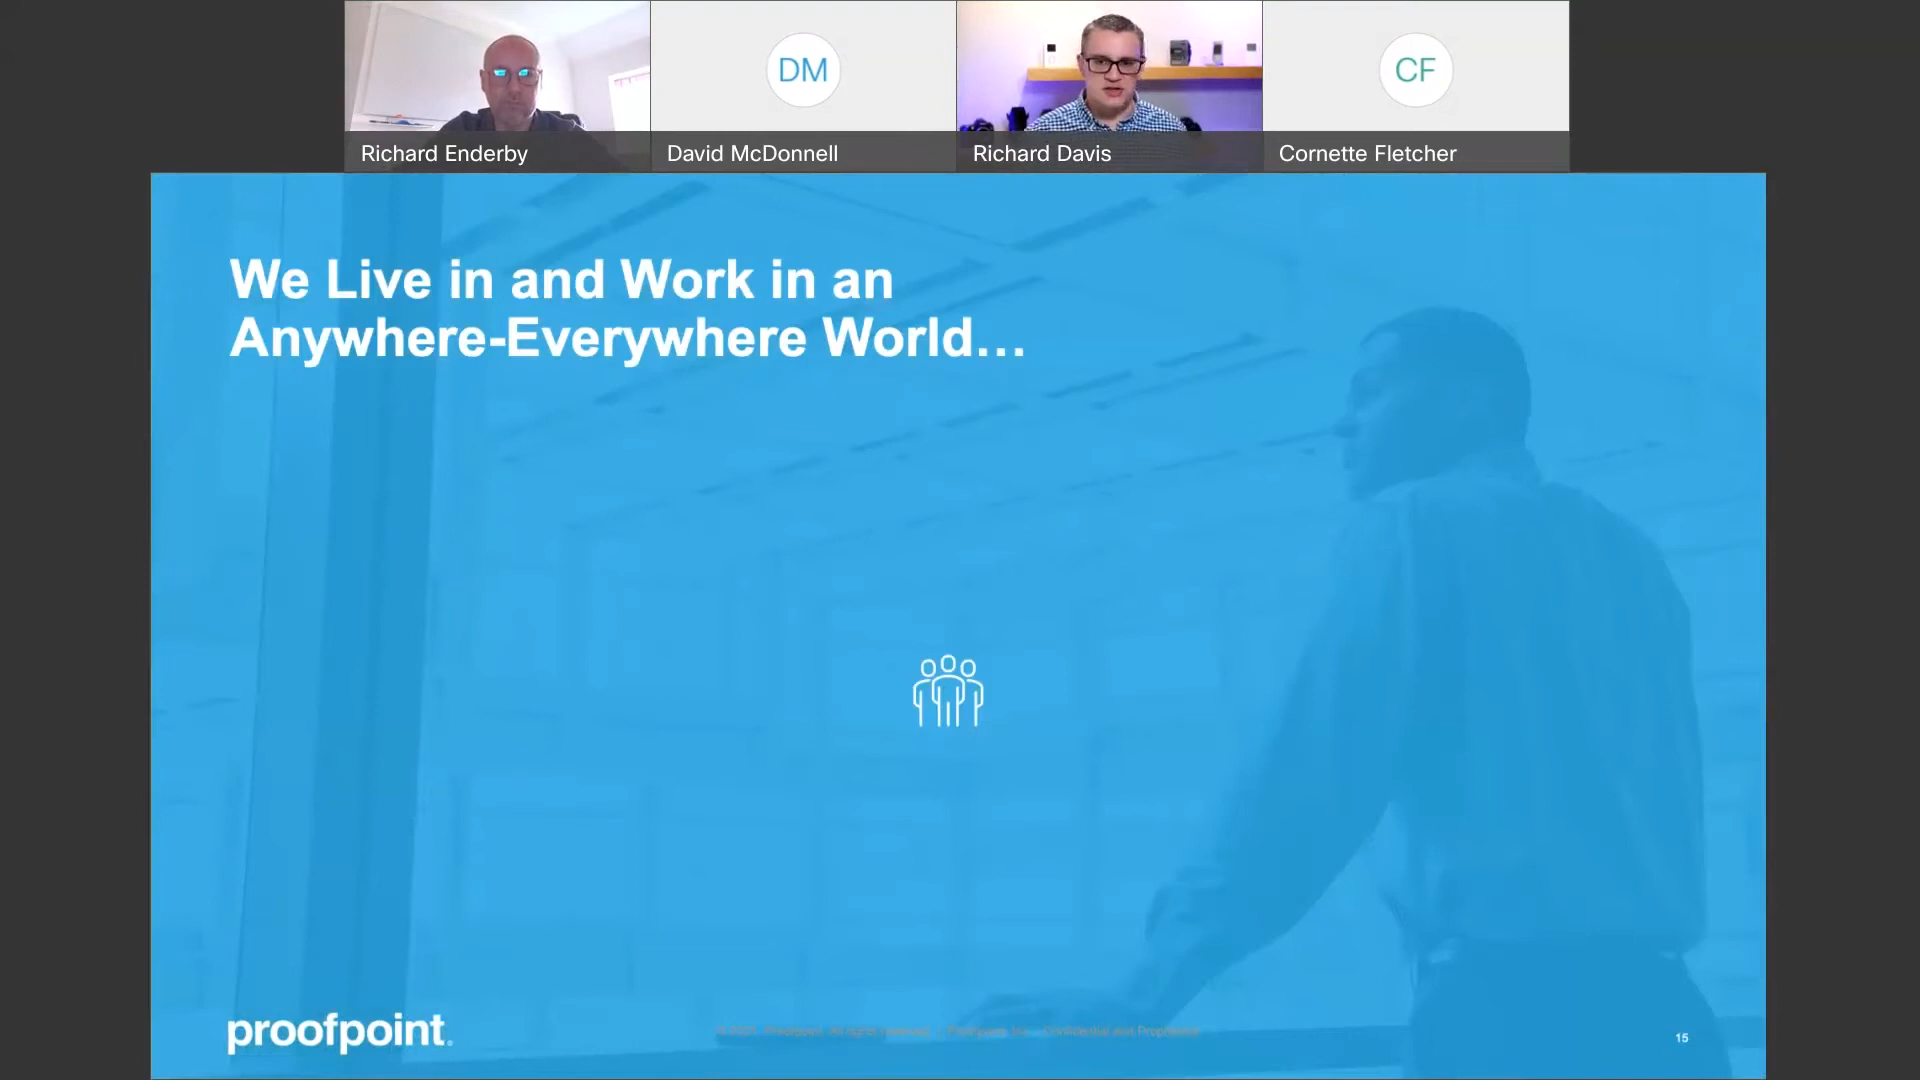 DM
CF
Richard Enderby
David McDonnell
Richard Davis
Cornette Fletcher
We Live in and Work in an
Anywhere-Everywhere World…
proofpoint.
15